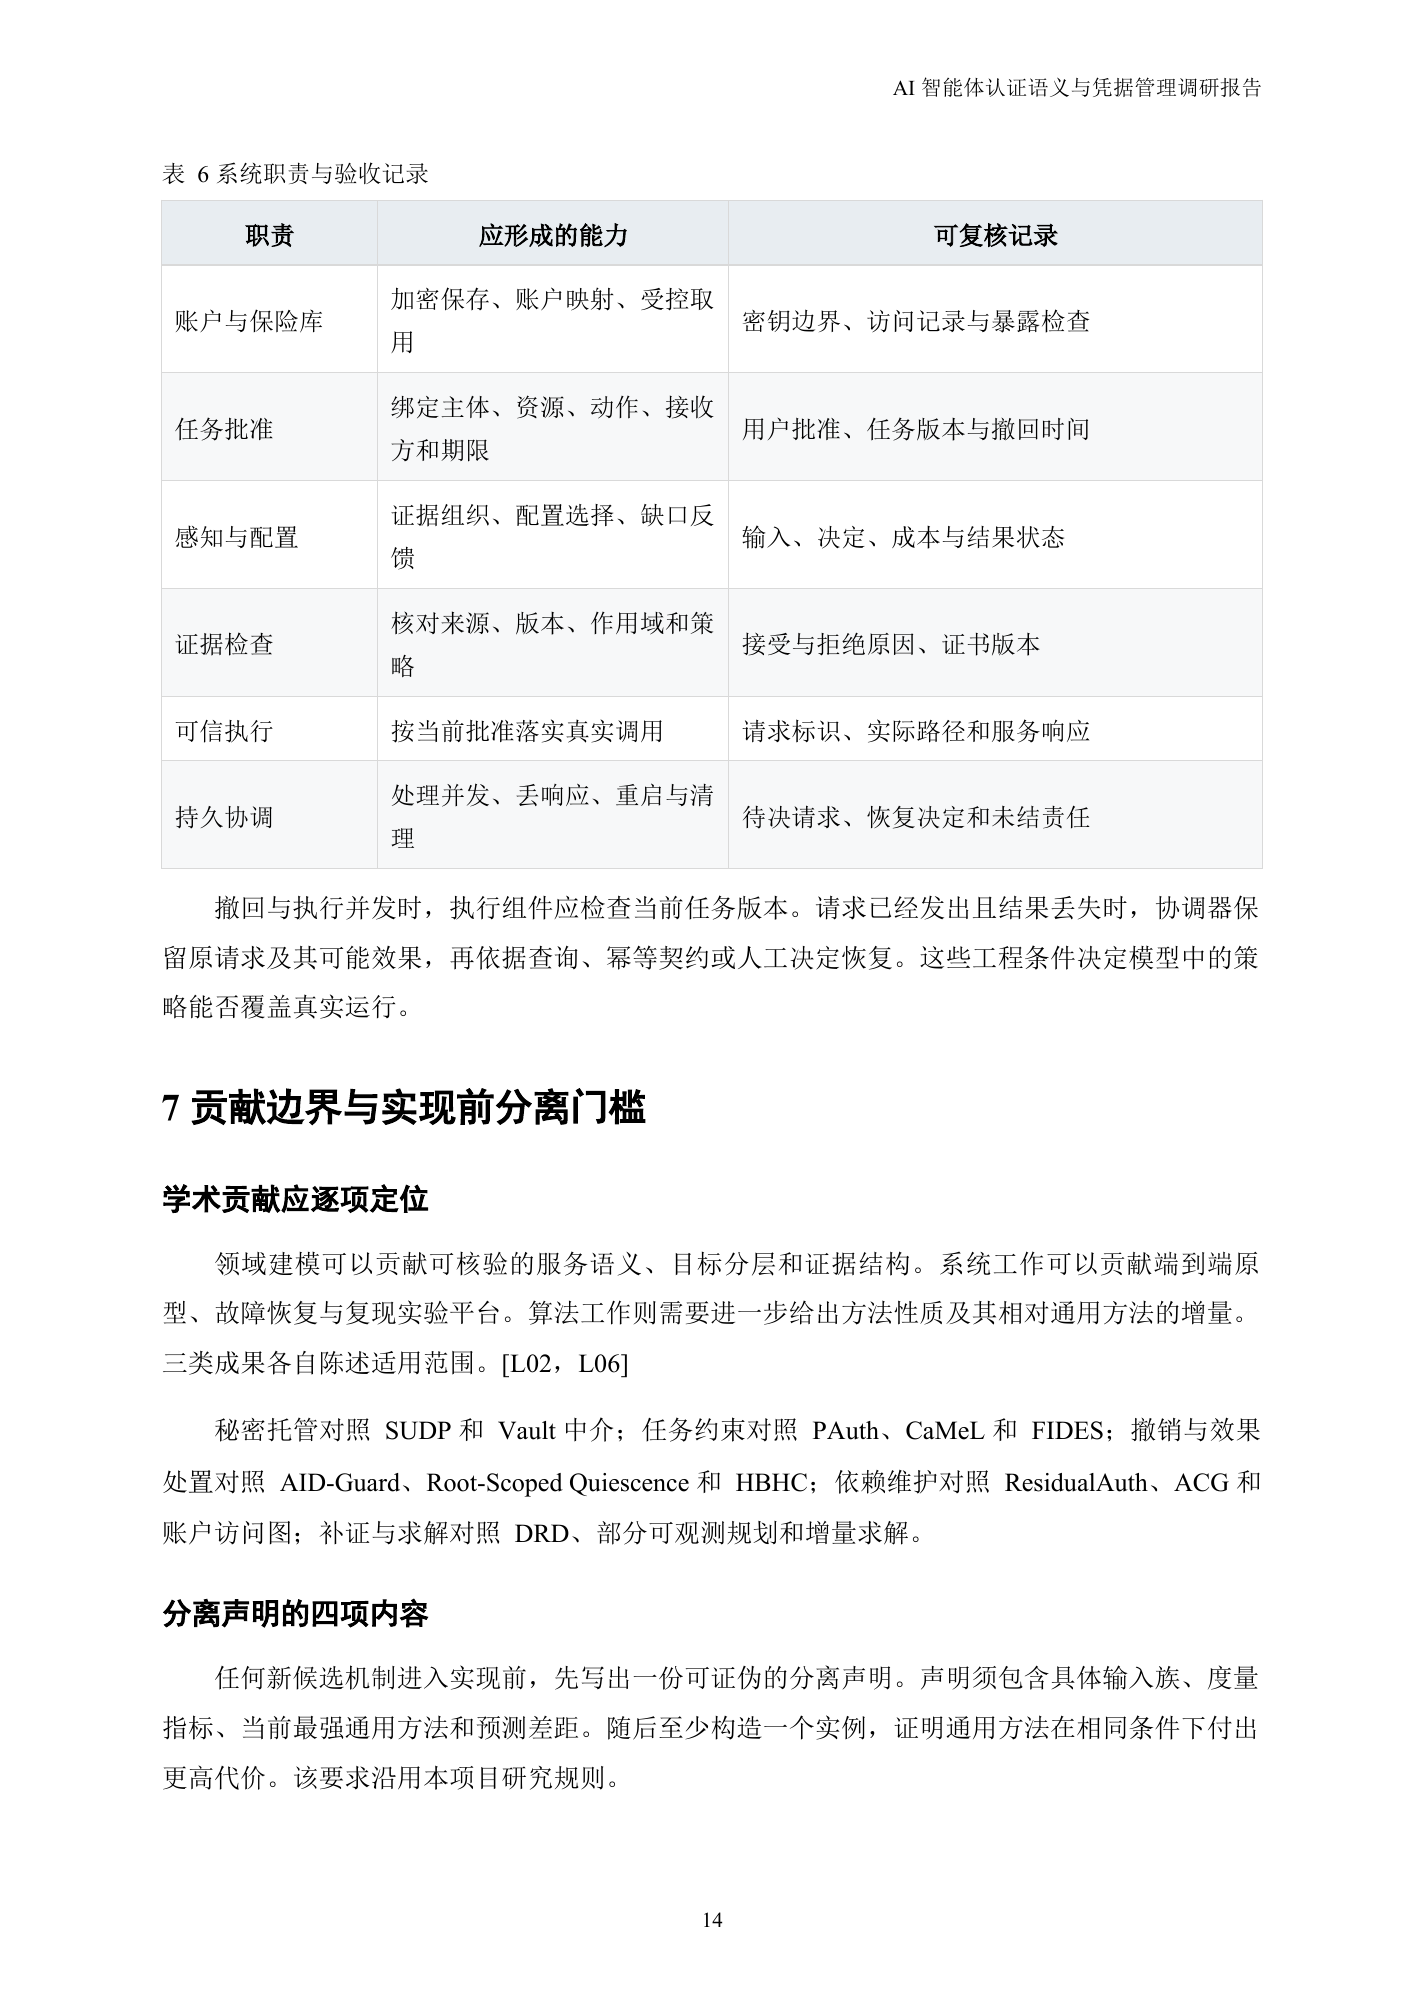 AI 智能体认证语义与凭据管理调研报告
表 6 系统职责与验收记录
职责 应形成的能力 可复核记录
账户与保险库 加密保存、账户映射、受控取用 密钥边界、访问记录与暴露检查
任务批准 绑定主体、资源、动作、接收方和期限 用户批准、任务版本与撤回时间
感知与配置 证据组织、配置选择、缺口反馈 输入、决定、成本与结果状态
证据检查 核对来源、版本、作用域和策略 接受与拒绝原因、证书版本
可信执行 按当前批准落实真实调用 请求标识、实际路径和服务响应
持久协调 处理并发、丢响应、重启与清理 待决请求、恢复决定和未结责任
撤回与执行并发时，执行组件应检查当前任务版本。请求已经发出且结果丢失时，协调器保
留原请求及其可能效果，再依据查询、幂等契约或人工决定恢复。这些工程条件决定模型中的策
略能否覆盖真实运行。
7 贡献边界与实现前分离门槛
学术贡献应逐项定位
领域建模可以贡献可核验的服务语义、目标分层和证据结构。系统工作可以贡献端到端原
型、故障恢复与复现实验平台。算法工作则需要进一步给出方法性质及其相对通用方法的增量。
三类成果各自陈述适用范围。[L02，L06]
秘密托管对照 SUDP 和 Vault 中介；任务约束对照 PAuth、CaMeL 和 FIDES；撤销与效果
处置对照 AID-Guard、Root-Scoped Quiescence 和 HBHC；依赖维护对照 ResidualAuth、ACG 和
账户访问图；补证与求解对照 DRD、部分可观测规划和增量求解。
分离声明的四项内容
任何新候选机制进入实现前，先写出一份可证伪的分离声明。声明须包含具体输入族、度量
指标、当前最强通用方法和预测差距。随后至少构造一个实例，证明通用方法在相同条件下付出
更高代价。该要求沿用本项目研究规则。
14